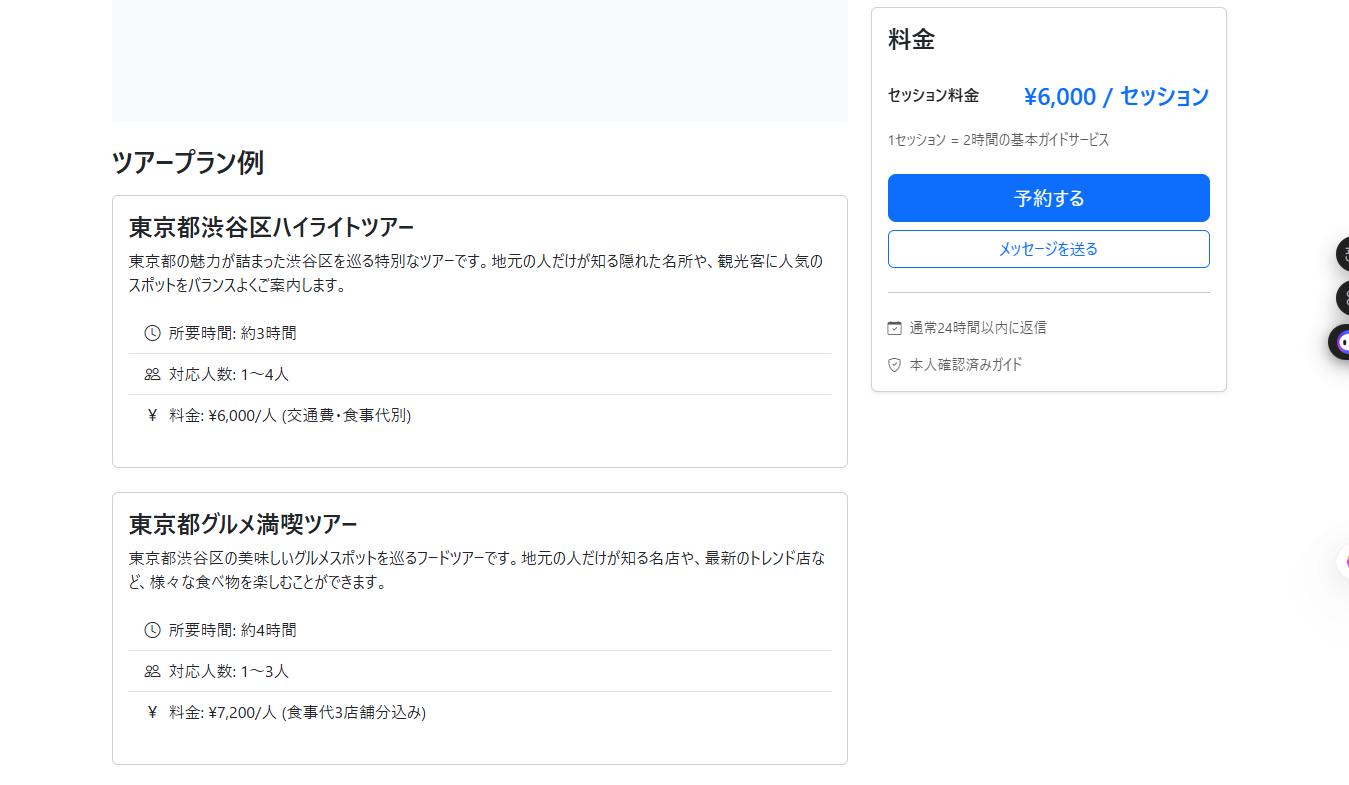 ツアープラン例
東京都渋谷区ハイライトツアー
東京都の魅力が詰まった渋谷区を巡る特別なツアーです。地元の人だけが知る隠れた名所や、観光客に人気の
スポットをバランスよくご案内します。
所要時間: 約3時間
対応人数: 1〜4人
¥ 料金: ¥6,000/人 (交通費・食事代別)
東京都グルメ満喫ツアー
東京都渋谷区の美味しいグルメスポットを巡るフードツアーです。地元の人だけが知る名店や、最新のトレンド店な
ど、様々な食べ物を楽しむことができます。
所要時間: 約4時間
対応人数: 1〜3人
¥ 料金: ¥7,200/人 (食事代3店舗分込み)
料金
セッション料金 ¥6,000 / セッション
1セッション = 2時間の基本ガイドサービス
予約する
メッセージを送る
通常24時間以内に返信
本人確認済みガイド